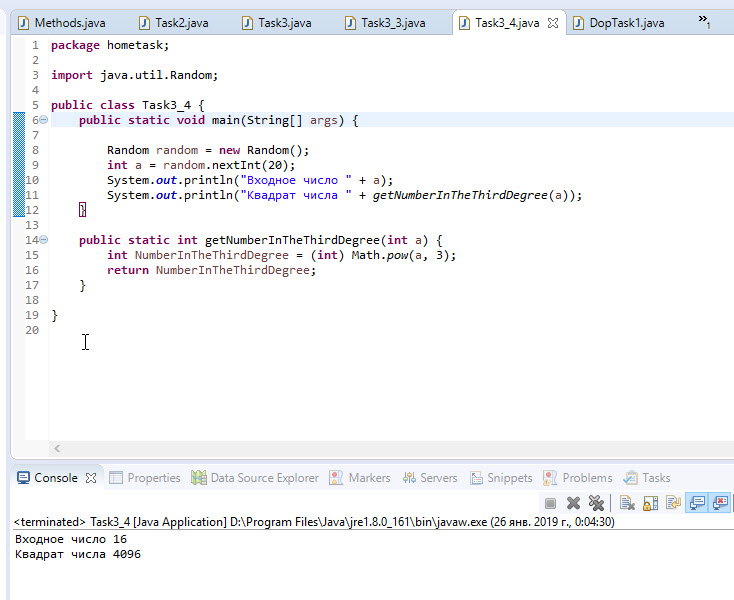 Methods.java Task2.java Task3.java Task3_3.java Task3_4.java DopTask1.java »1
1 package hometask;
2
3 import java.util.Random;
4
5 public class Task3_4 {
6 public static void main(String[] args) {
7
8 Random random = new Random();
9 int a = random.nextInt(20);
10 System.out.println("Входное число " + a);
11 System.out.println("Квадрат числа " + getNumberInTheThirdDegree(a));
12 }
13
14 public static int getNumberInTheThirdDegree(int a) {
15 int NumberInTheThirdDegree = (int) Math.pow(a, 3);
16 return NumberInTheThirdDegree;
17 }
18
19 }
20
Console Properties Data Source Explorer Markers Servers Snippets Problems Tasks
<terminated> Task3_4 [Java Application] D:\Program Files\Java\jre1.8.0_161\bin\javaw.exe (26 янв. 2019 г., 0:04:30)
Входное число 16
Квадрат числа 4096